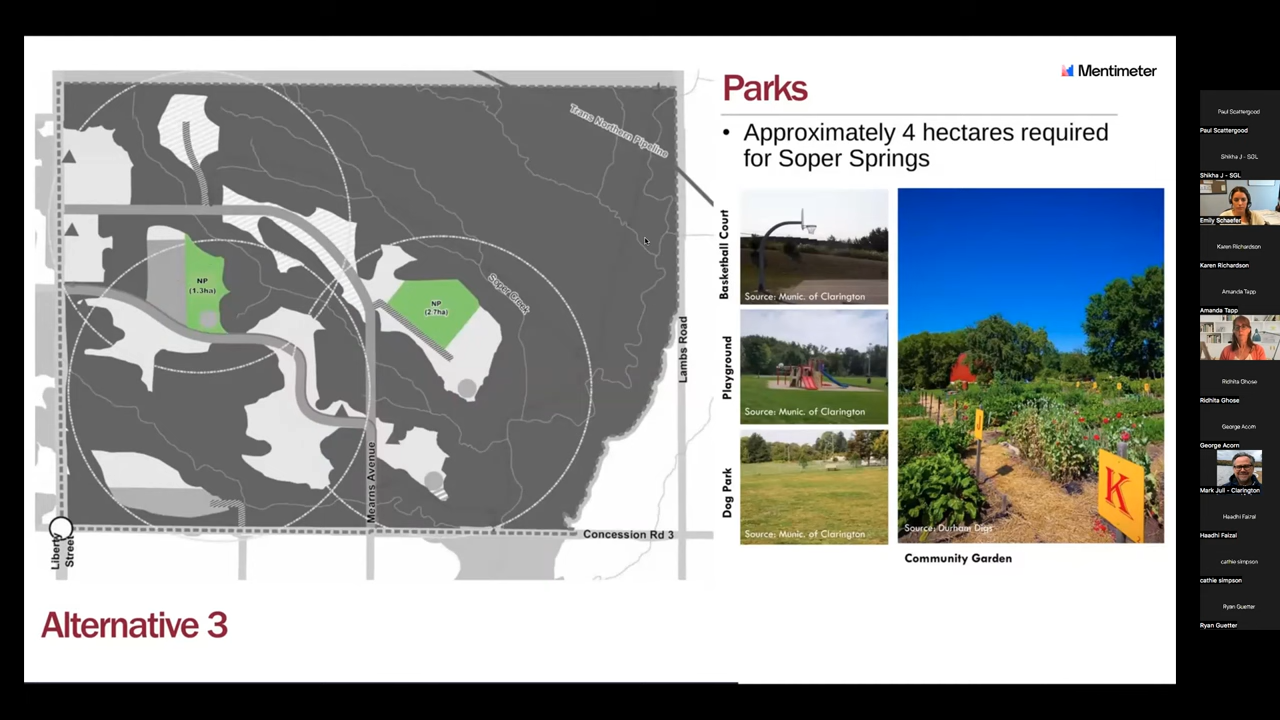 Mentimeter
Parks
• Approximately 4 hectares required
for Soper Springs
Trans Northern Pipeline
Soper Creek
NP
(1.3ha)
NP
(2.7ha)
Lambs Road
Mearns Avenue
Concession Rd 3
Liberty
Street
Basketball Court
Source: Munic. of Clarington
Playground
Source: Munic. of Clarington
Dog Park
Source: Munic. of Clarington
K
Source: Durham Digs
Community Garden
Alternative 3
Paul Scattergood
Paul Scattergood
Shikha J - SGL
Shikha J - SGL
Emily Schaefer
Karen Richardson
Karen Richardson
Amanda Tapp
Amanda Tapp
Ridhita Ghose
Ridhita Ghose
George Acorn
George Acorn
Mark Jull - Clarington
Haadhi Faizal
Haadhi Faizal
cathie simpson
cathie simpson
Ryan Guetter
Ryan Guetter